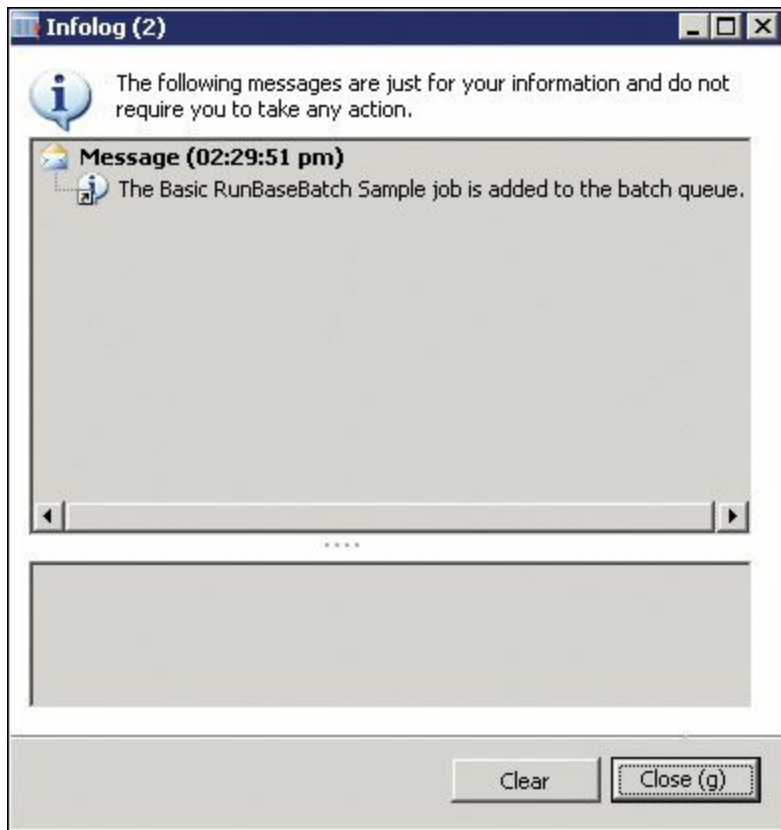 Infolog (2)
The following messages are just for your information and do not
require you to take any action.
Message (02:29:51 pm)
The Basic RunBaseBatch Sample job is added to the batch queue.
Clear
Close (g)